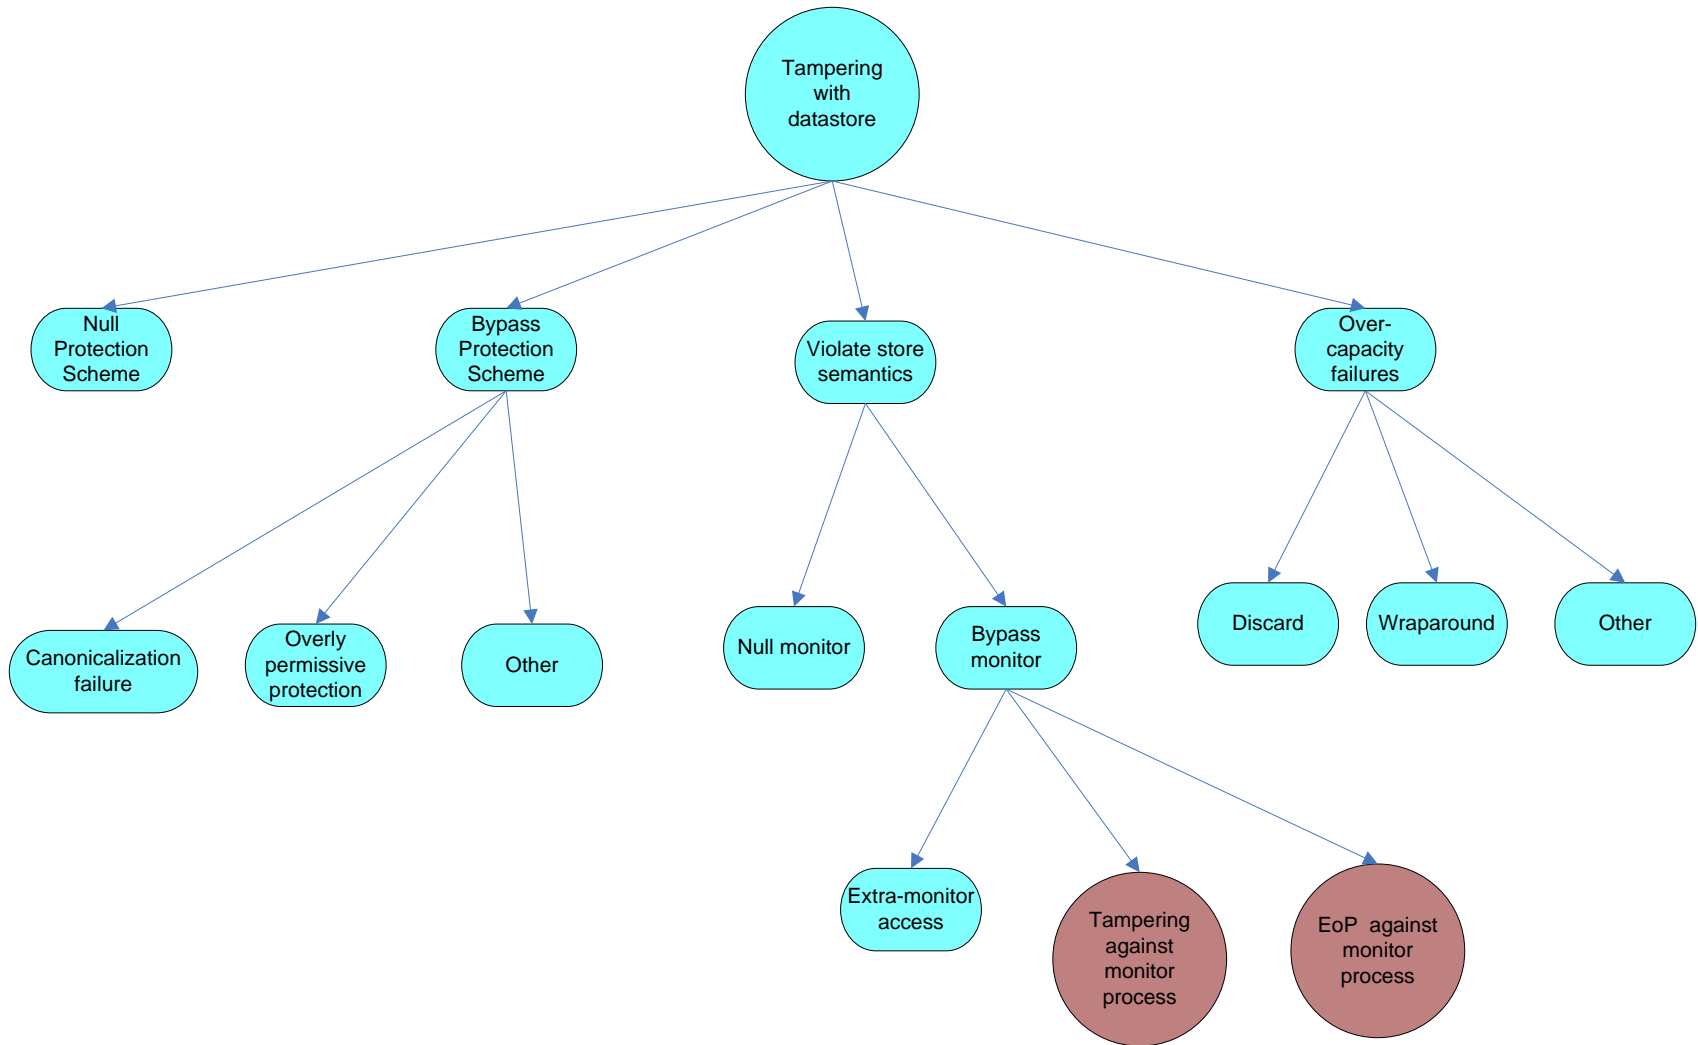 Tampering
with
datastore
Null
Protection
Scheme
Bypass
Protection
Scheme
Violate store
semantics
Over-
capacity
failures
Canonicalization
failure
Overly
permissive
protection
Other
Null monitor
Bypass
monitor
Discard
Wraparound
Other
Extra-monitor
access
Tampering
against
monitor
process
EoP  against
monitor
process